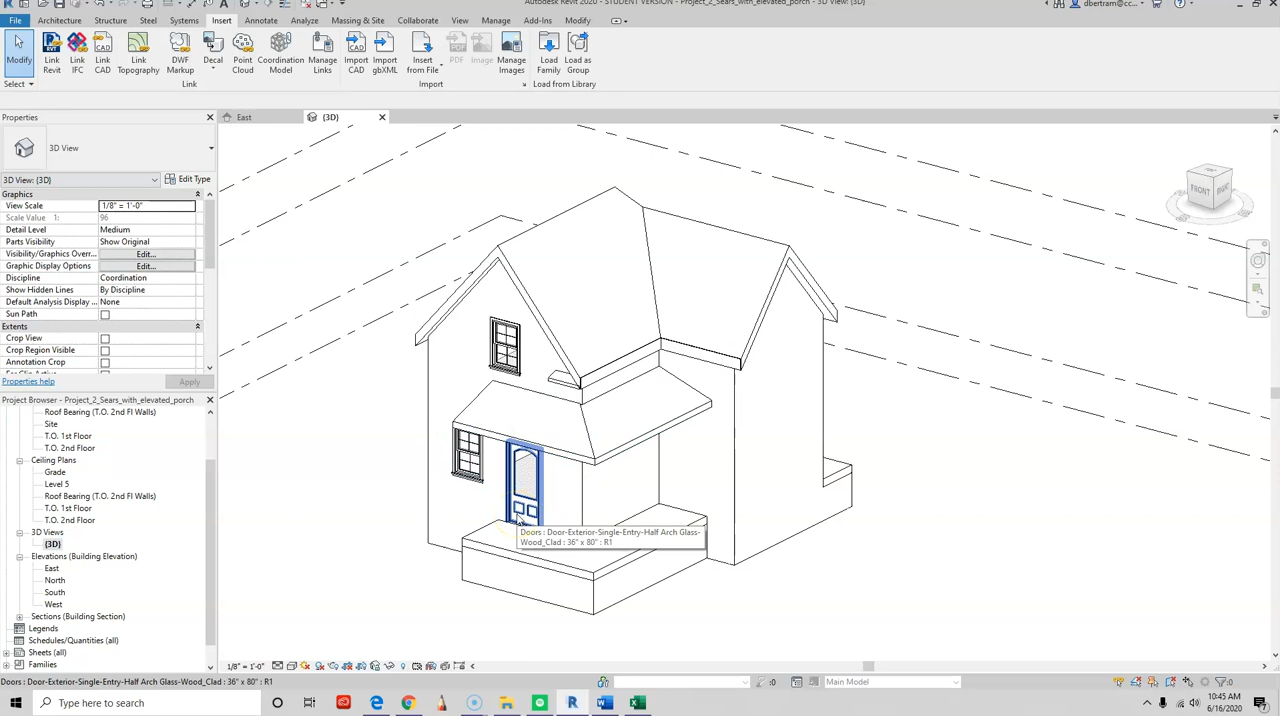 Autodesk Revit 2020 - STUDENT VERSION - Project_2_Sears_with_elevated_porch - 3D View: {3D}
dbertram@cc...
File Architecture Structure Steel Systems Insert Annotate Analyze Massing & Site Collaborate View Manage Add-Ins Modify
Modify
Link Revit
Link IFC
Link CAD
Link Topography
DWF Markup
Decal
Point Cloud
Coordination Model
Manage Links
Import CAD
Import gbXML
Insert from File
PDF
Image
Manage Images
Load Family
Load as Group
Select
Link
Import
Load from Library
Properties
East
{3D}
3D View
3D View: {3D}
Edit Type
Graphics
View Scale 1/8" = 1'-0"
Scale Value 1: 96
Detail Level Medium
Parts Visibility Show Original
Visibility/Graphics Overr... Edit...
Graphic Display Options Edit...
Discipline Coordination
Show Hidden Lines By Discipline
Default Analysis Display ... None
Sun Path
Extents
Crop View
Crop Region Visible
Annotation Crop
Properties help
Apply
Project Browser - Project_2_Sears_with_elevated_porch
Roof Bearing (T.O. 2nd Fl Walls)
Site
T.O. 1st Floor
T.O. 2nd Floor
Ceiling Plans
Grade
Level 5
Roof Bearing (T.O. 2nd Fl Walls)
T.O. 1st Floor
T.O. 2nd Floor
3D Views
{3D}
Elevations (Building Elevation)
East
North
South
West
Sections (Building Section)
Legends
Schedules/Quantities (all)
Sheets (all)
Families
FRONT
RIGHT
Doors : Door-Exterior-Single-Entry-Half Arch Glass-
Wood_Clad : 36" x 80" : R1
1/8" = 1'-0"
Doors : Door-Exterior-Single-Entry-Half Arch Glass-Wood_Clad : 36" x 80" : R1
:0
Main Model
:0
Type here to search
10:45 AM
6/16/2020